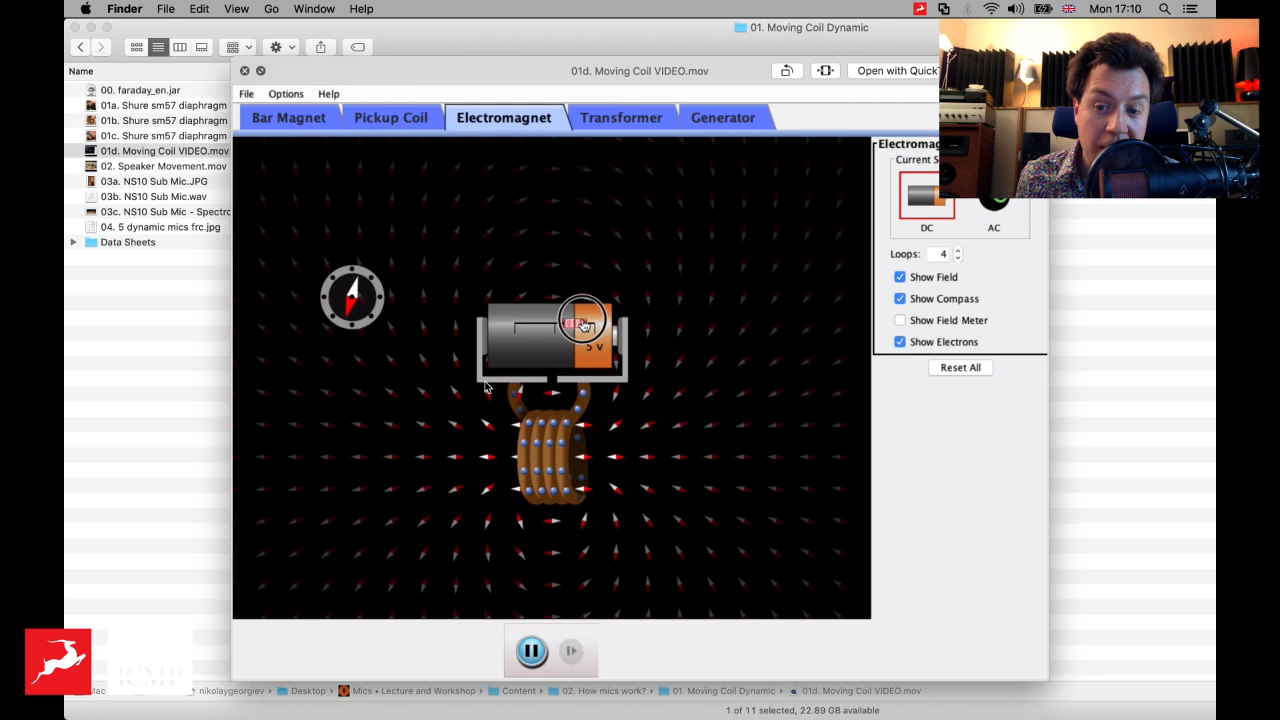 Finder File Edit View Go Window Help Mon 17:10
01. Moving Coil Dynamic
Name
01d. Moving Coil VIDEO.mov
Open with Quick
00. faraday_en.jar
01a. Shure sm57 diaphragm
01b. Shure sm57 diaphragm
01c. Shure sm57 diaphragm
01d. Moving Coil VIDEO.mov
02. Speaker Movement.mov
03a. NS10 Sub Mic.JPG
03b. NS10 Sub Mic.wav
03c. NS10 Sub Mic - Spectro
04. 5 dynamic mics frc.jpg
Data Sheets
File Options Help
Bar Magnet Pickup Coil Electromagnet Transformer Generator
Electromag
Current S
DC AC
Loops: 4
Show Field
Show Compass
Show Field Meter
Show Electrons
Reset All
5 V
Mac nikolaygeorgiev › Desktop › Mics • Lecture and Workshop › Content › 02. How mics work? › 01. Moving Coil Dynamic › 01d. Moving Coil VIDEO.mov
1 of 11 selected, 22.89 GB available